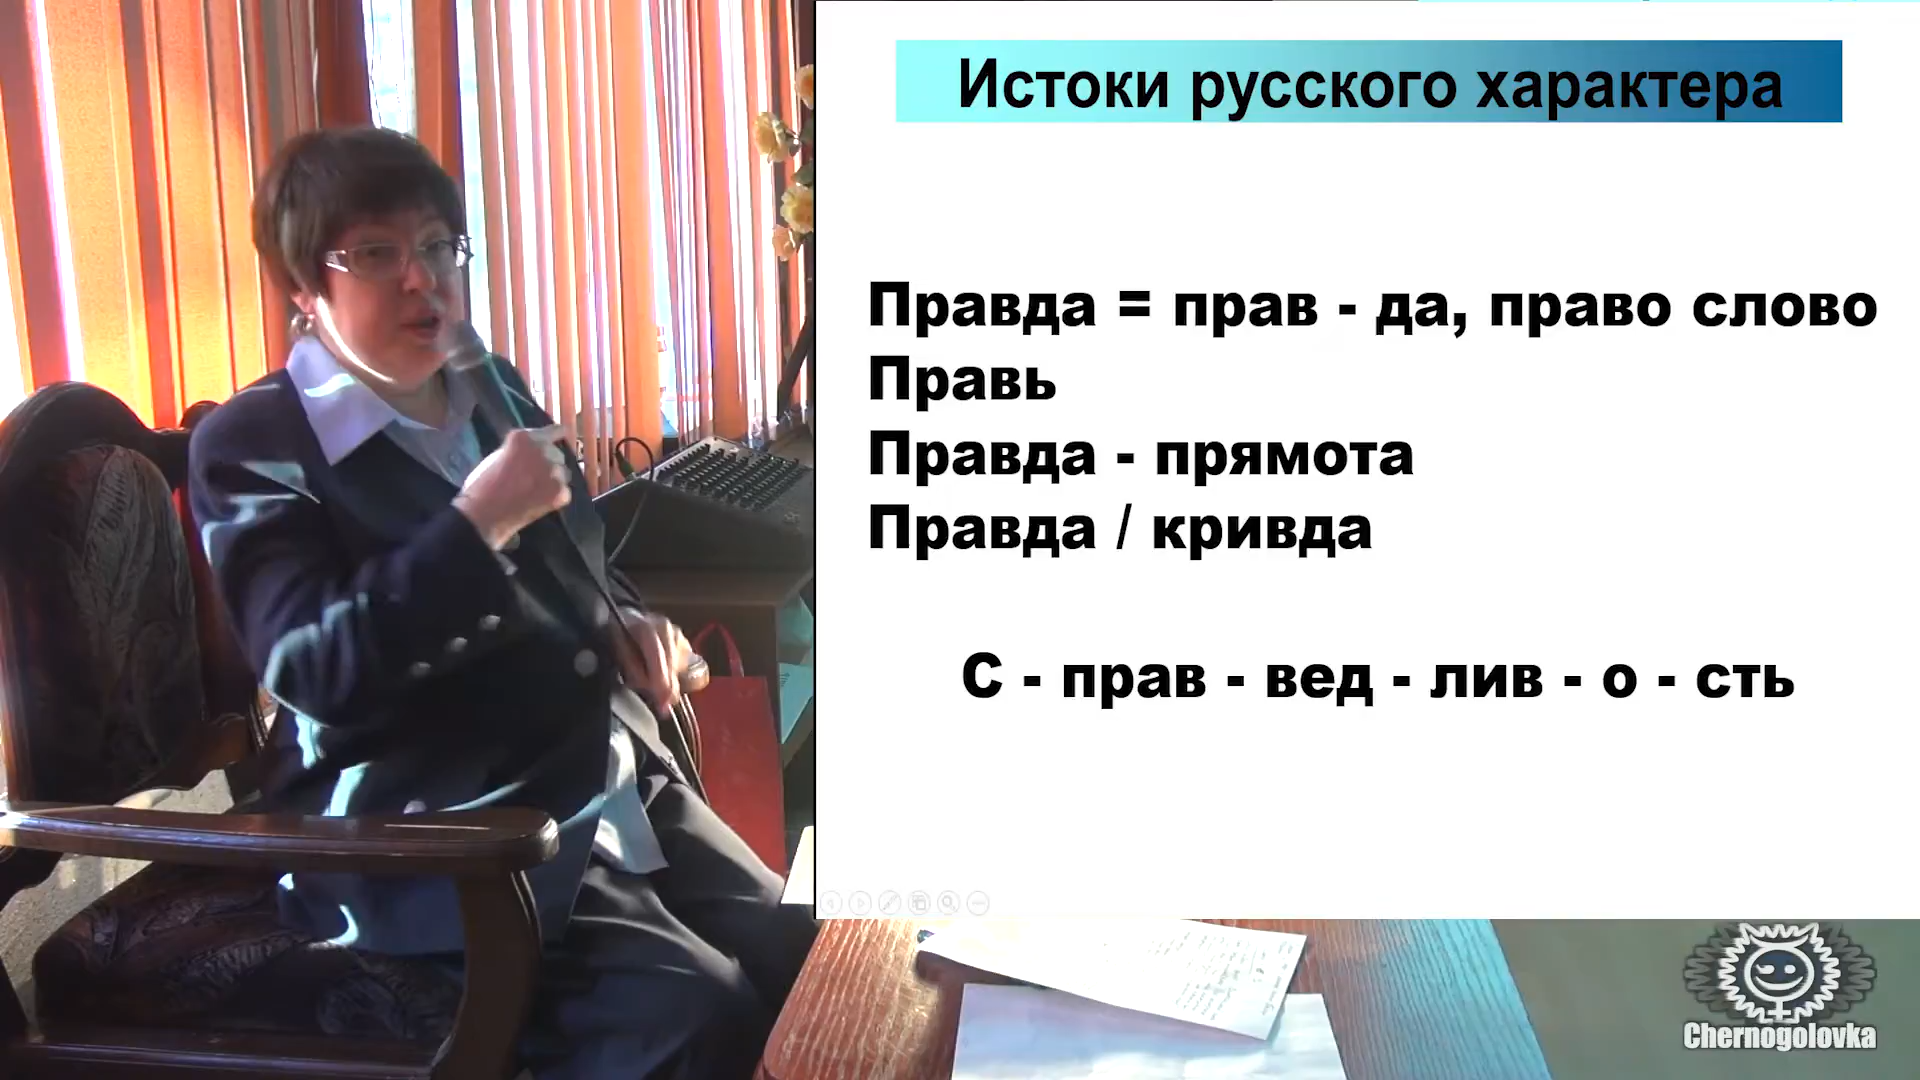 Истоки русского характера
Правда = прав - да, право слово
Правь
Правда - прямота
Правда / кривда
С - прав - вед - лив - о - сть
Chernogolovka